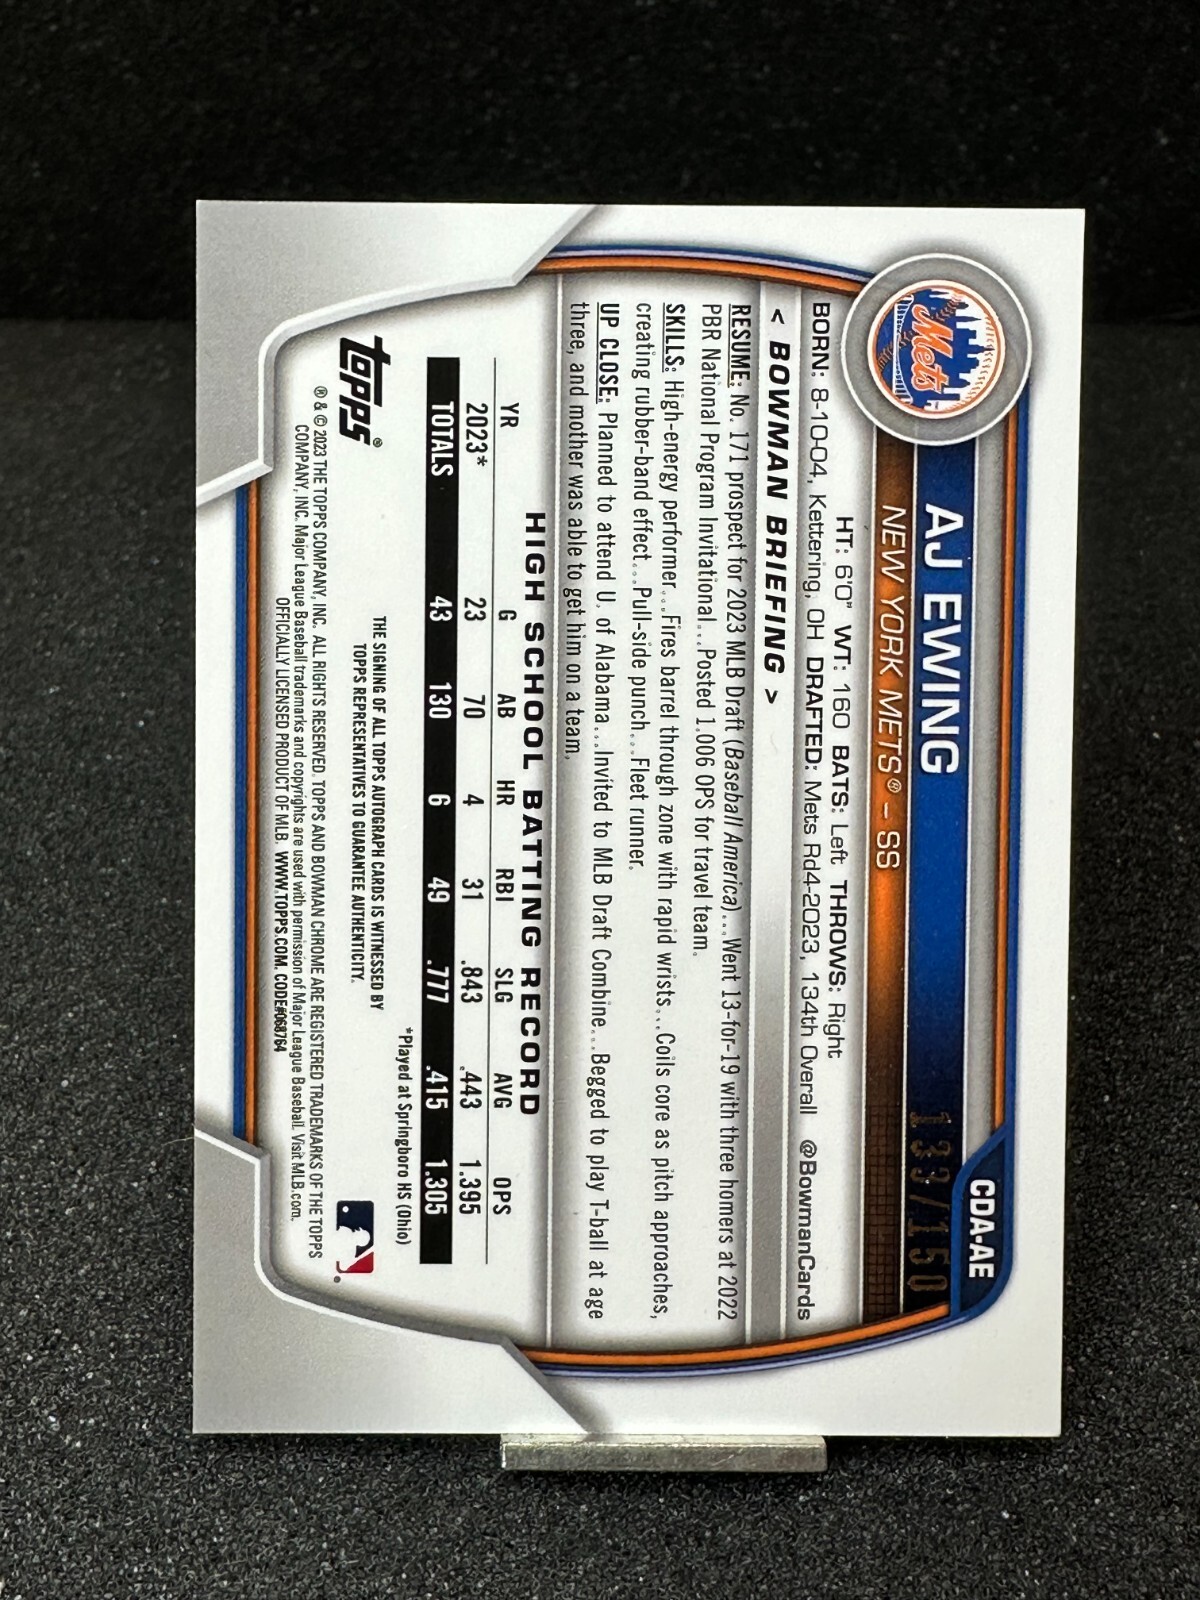 CDA-AE
AJ EWING
133/150
NEW YORK METS® – SS
Mets
HT: 6'0" WT: 160 BATS: Left THROWS: Right
BORN: 8-10-04, Kettering, OH DRAFTED: Mets Rd4-2023, 134th Overall @BowmanCards
< BOWMAN BRIEFING >
RESUME: No. 171 prospect for 2023 MLB Draft (Baseball America)...Went 13-for-19 with three homers at 2022
PBR National Program Invitational...Posted 1.006 OPS for travel team.
SKILLS: High-energy performer...Fires barrel through zone with rapid wrists...Coils core as pitch approaches,
creating rubber-band effect...Pull-side punch...Fleet runner.
UP CLOSE: Planned to attend U. of Alabama...Invited to MLB Draft Combine...Begged to play T-ball at age
three, and mother was able to get him on a team.
HIGH SCHOOL BATTING RECORD
YR G AB HR RBI SLG AVG OPS
2023* 23 70 4 31 .843 .443 1.395
TOTALS 43 130 6 49 .777 .415 1.305
*Played at Springboro HS (Ohio)
topps®
THE SIGNING OF ALL TOPPS AUTOGRAPH CARDS IS WITNESSED BY
TOPPS REPRESENTATIVES TO GUARANTEE AUTHENTICITY.
® & © 2023 THE TOPPS COMPANY, INC. ALL RIGHTS RESERVED. TOPPS AND BOWMAN CHROME ARE REGISTERED TRADEMARKS OF THE TOPPS
COMPANY, INC. Major League Baseball trademarks and copyrights are used with permission of Major League Baseball. Visit MLB.com.
OFFICIALLY LICENSED PRODUCT OF MLB. WWW.TOPPS.COM. CODE#068764